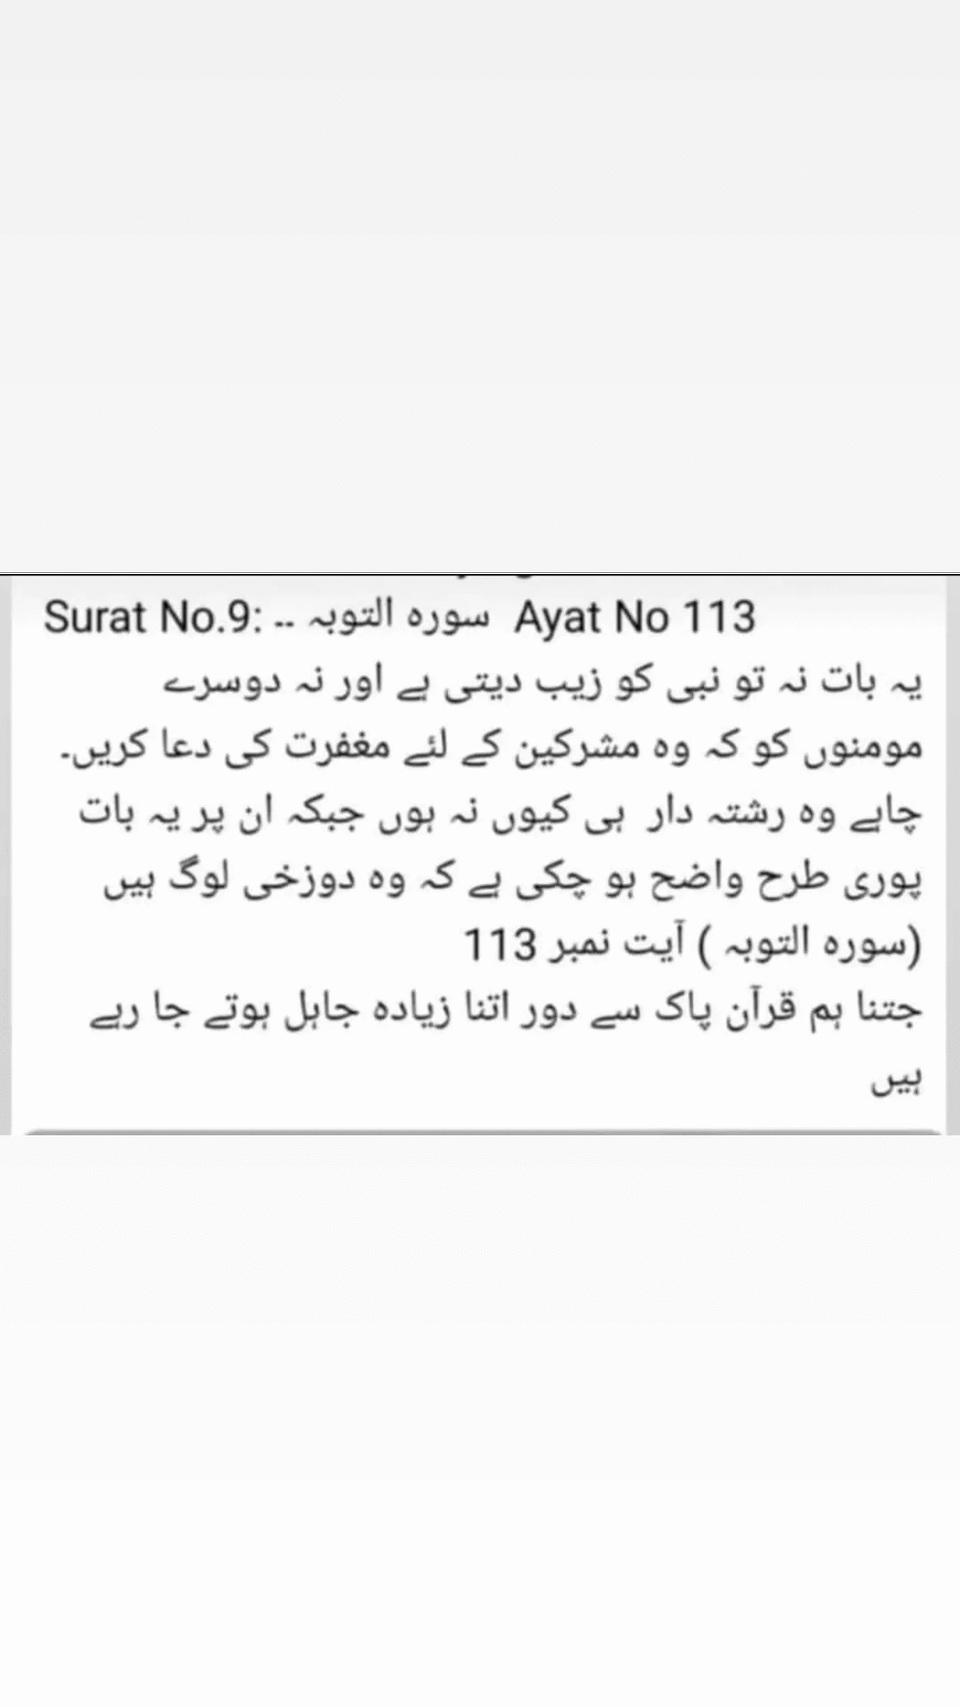 Surat No.9: -- سورہ التوبہ Ayat No 113
یہ بات نہ تو نبی کو زیب دیتی ہے اور نہ دوسرے
مومنوں کو کہ وہ مشرکین کے لئے مغفرت کی دعا کریں۔
چاہے وہ رشتہ دار ہی کیوں نہ ہوں جبکہ ان پر یہ بات
پوری طرح واضح ہو چکی ہے کہ وہ دوزخی لوگ ہیں
(سورہ التوبہ ) آیت نمبر 113
جتنا ہم قرآن پاک سے دور اتنا زیادہ جاہل ہوتے جا رہے
ہیں